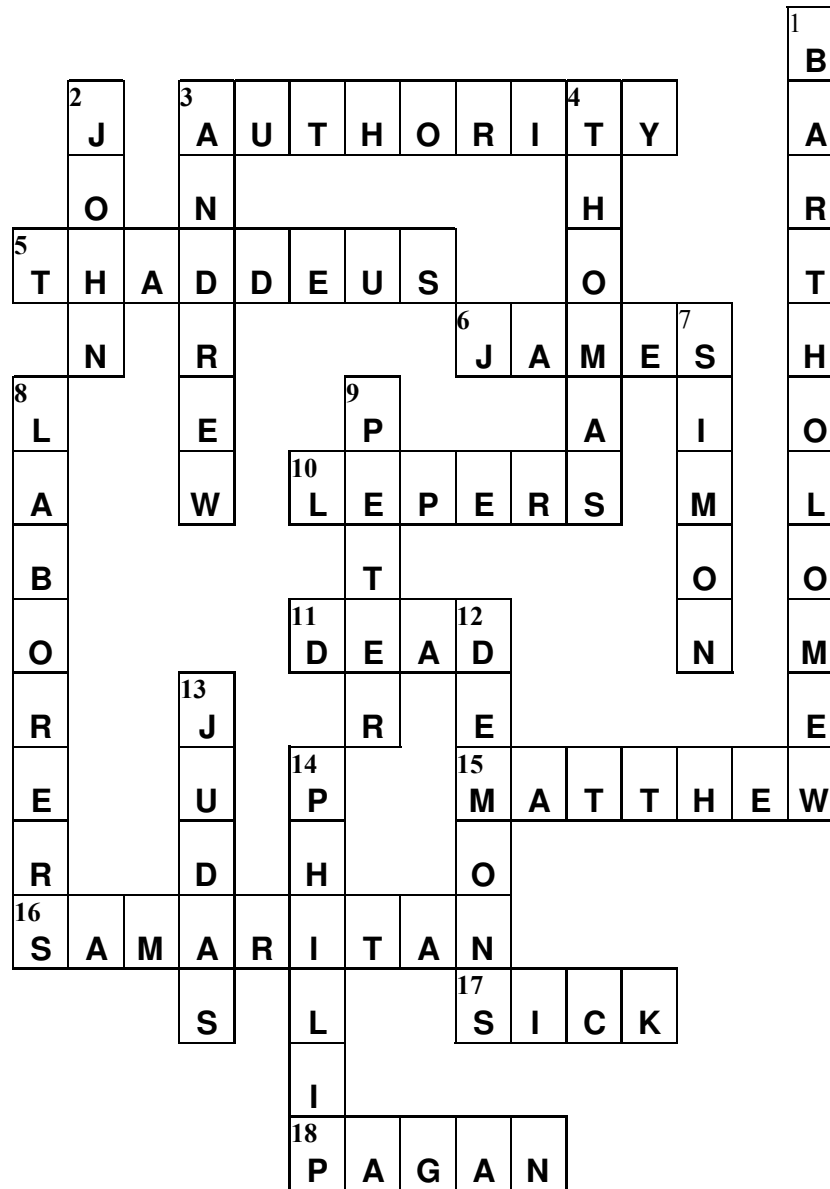 1
B
2 3 4
J A U T H O R I T Y A
O N H R
5
T H A D D E U S O T
6 7
N R J A M E S H
8 9
L E P A I O
10
A W L E P E R S M L
B T O O
11 12
O D E A D N M
13
R J R E E
14 15
E U P M A T T H E W
R D H O
16
S A M A R I T A N
17
S L S I C K
I
18
P A G A N